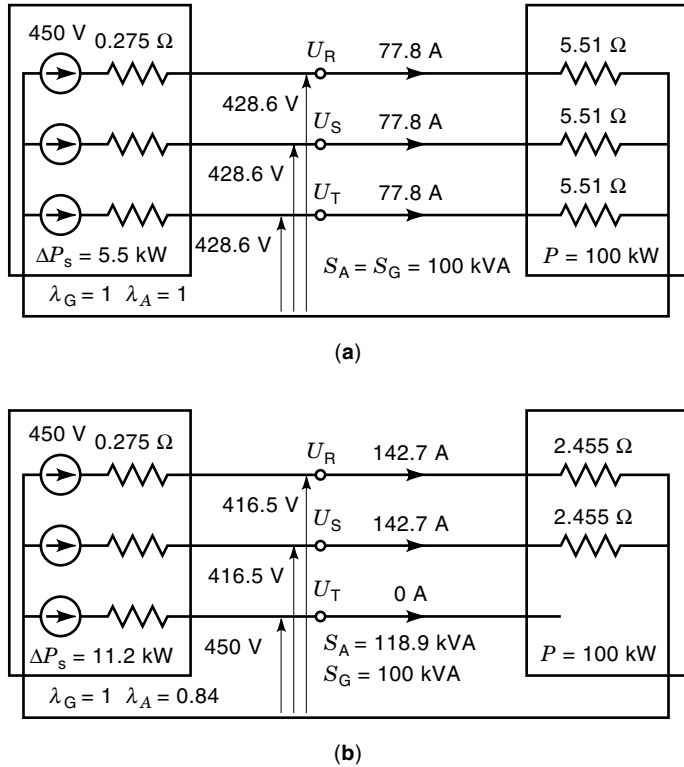 450 V
0.275 Ω
U_R
77.8 A
5.51 Ω
428.6 V
U_S
77.8 A
5.51 Ω
428.6 V
U_T
77.8 A
5.51 Ω
428.6 V
ΔP_s = 5.5 kW
S_A = S_G = 100 kVA
P = 100 kW
λ_G = 1 λ_A = 1
(a)
450 V
0.275 Ω
U_R
142.7 A
2.455 Ω
416.5 V
U_S
142.7 A
2.455 Ω
416.5 V
U_T
0 A
450 V
ΔP_s = 11.2 kW
S_A = 118.9 kVA
P = 100 kW
S_G = 100 kVA
λ_G = 1 λ_A = 0.84
(b)